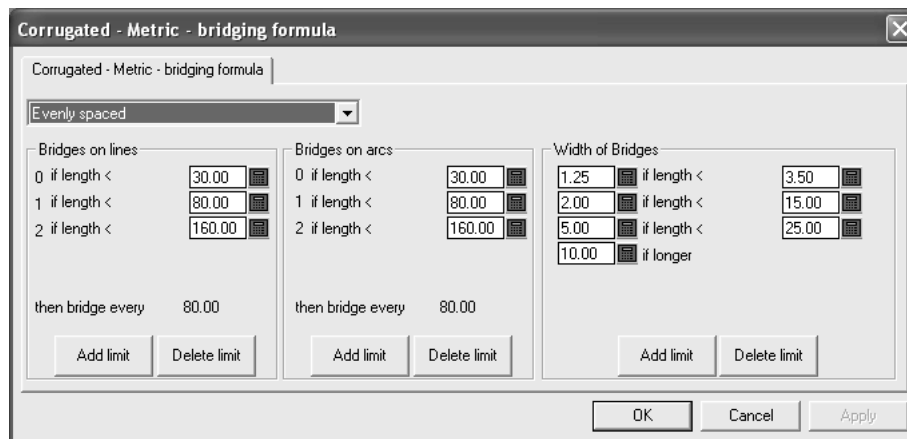 Corrugated - Metric - bridging formula
Corrugated - Metric - bridging formula
Evenly spaced
Bridges on lines
0 if length < 30.00
1 if length < 80.00
2 if length < 160.00
then bridge every 80.00
Add limit Delete limit
Bridges on arcs
0 if length < 30.00
1 if length < 80.00
2 if length < 160.00
then bridge every 80.00
Add limit Delete limit
Width of Bridges
1.25 if length < 3.50
2.00 if length < 15.00
5.00 if length < 25.00
10.00 if longer
Add limit Delete limit
OK Cancel Apply